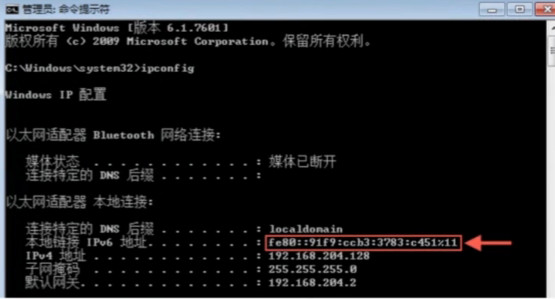 管理员: 命令提示符
Microsoft Windows [版本 6.1.7601]
版权所有 (c) 2009 Microsoft Corporation。保留所有权利。
C:\Windows\system32>ipconfig
Windows IP 配置
以太网适配器 Bluetooth 网络连接:
媒体状态 . . . . . . . . . . . . : 媒体已断开
连接特定的 DNS 后缀 . . . . . . . :
以太网适配器 本地连接:
连接特定的 DNS 后缀 . . . . . . . : localdomain
本地链接 IPv6 地址. . . . . . . . : fe80::91f9:ccb3:3783:c451%11
IPv4 地址 . . . . . . . . . . . . : 192.168.204.128
子网掩码 . . . . . . . . . . . . : 255.255.255.0
默认网关. . . . . . . . . . . . . : 192.168.204.2